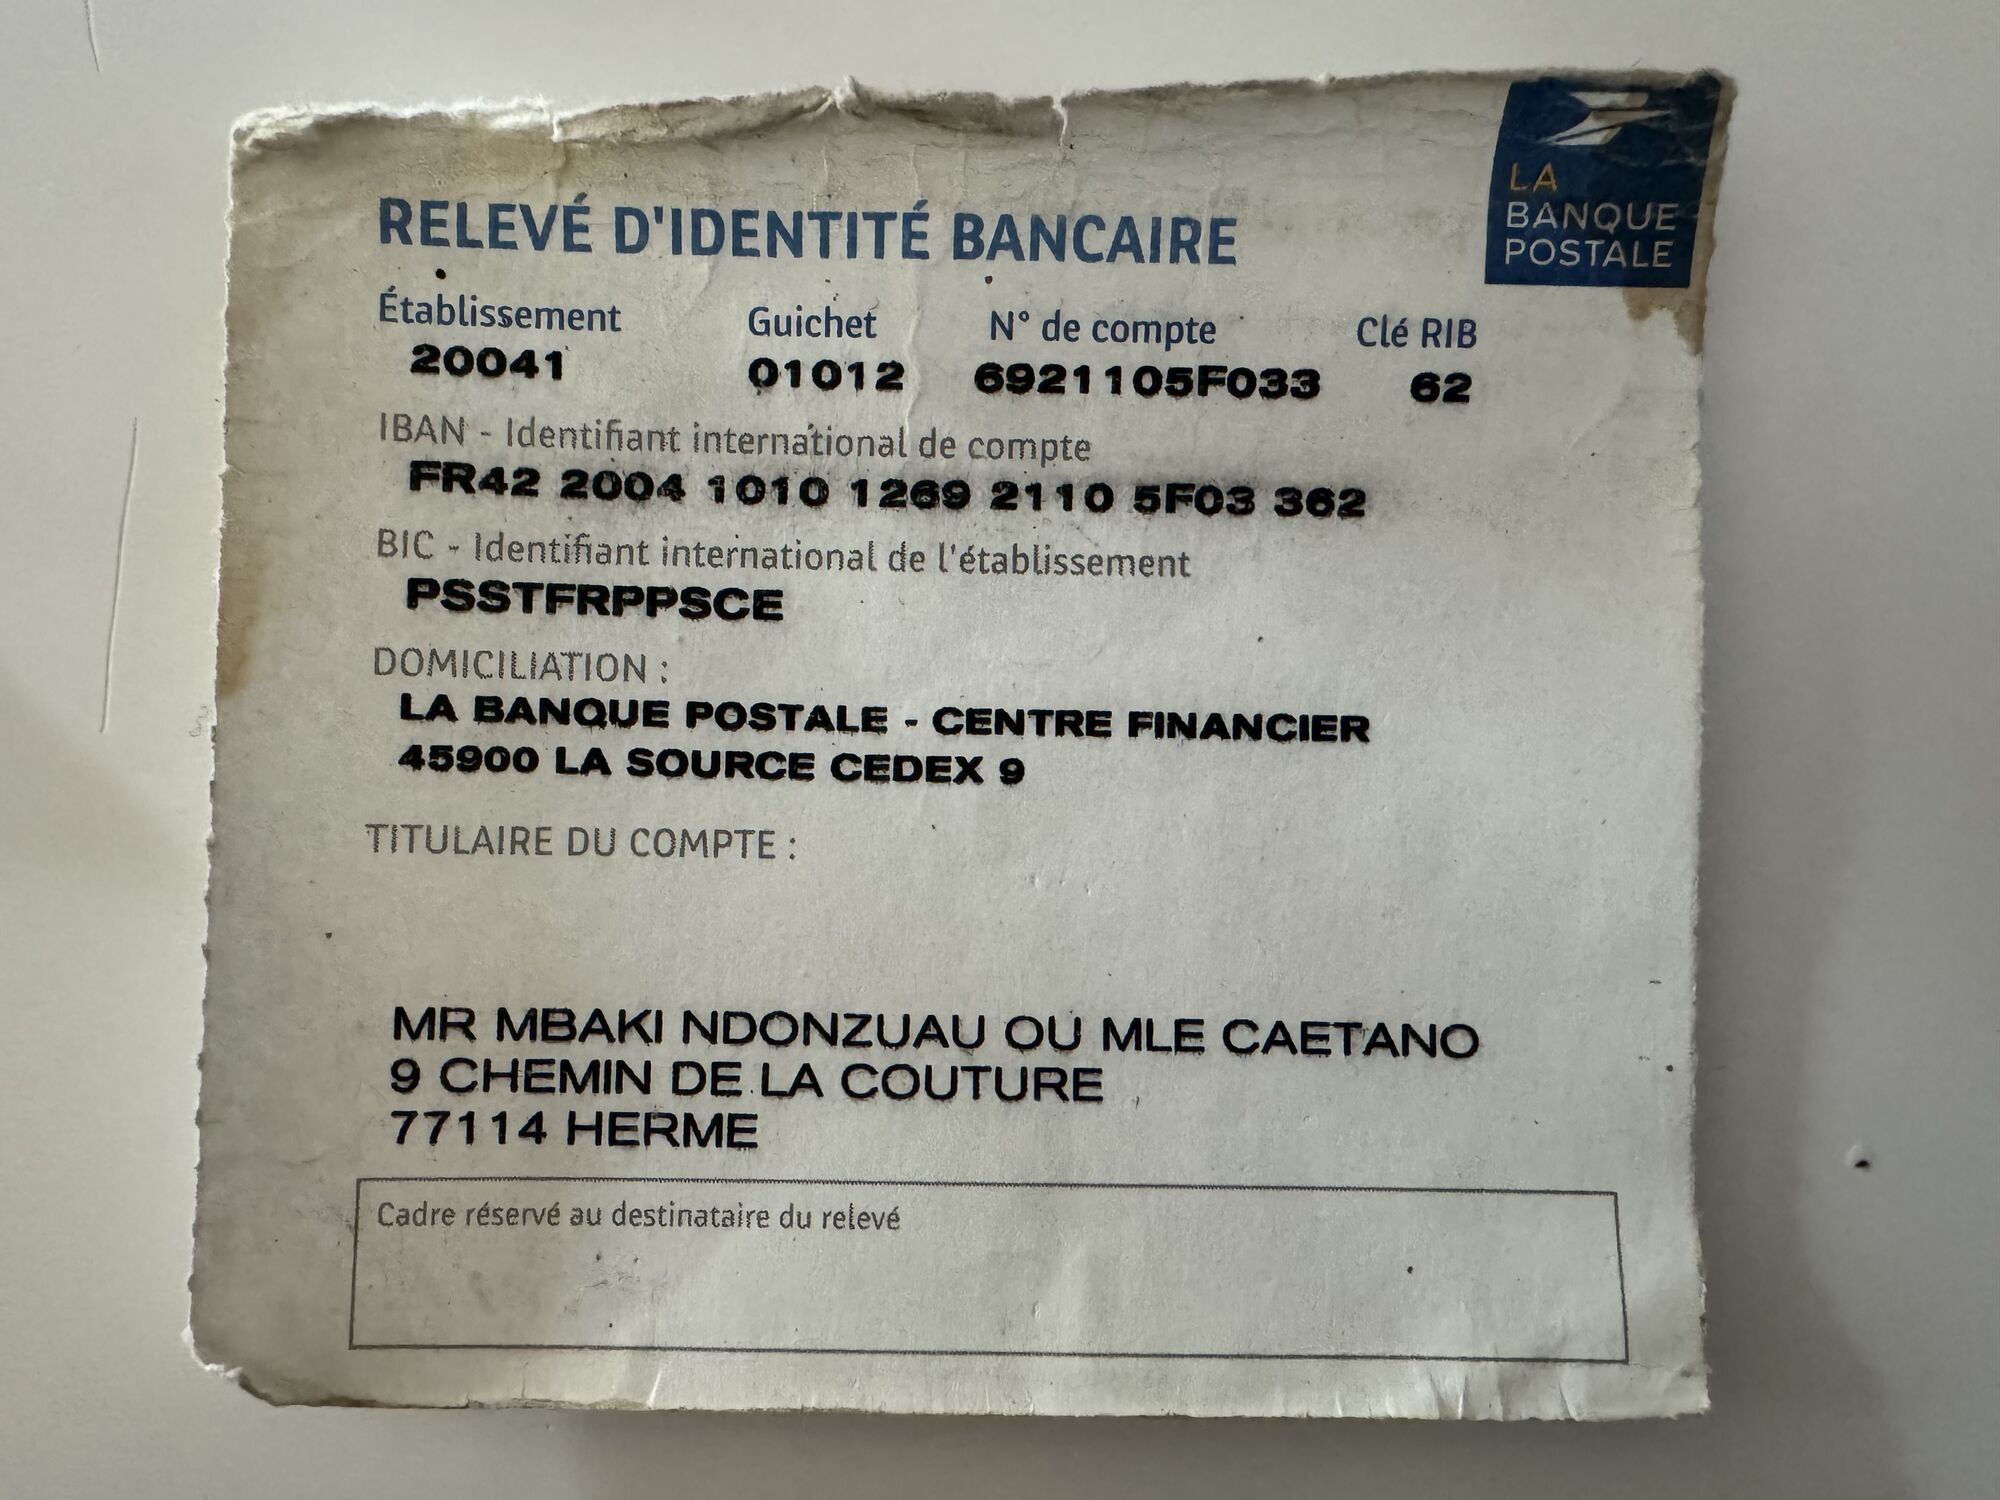 LA
BANQUE
POSTALE
RELEVÉ D'IDENTITÉ BANCAIRE
Établissement Guichet N° de compte Clé RIB
20041 01012 6921105F033 62
IBAN - Identifiant international de compte
FR42 2004 1010 1269 2110 5F03 362
BIC - Identifiant international de l'établissement
PSSTFRPPSCE
DOMICILIATION :
LA BANQUE POSTALE - CENTRE FINANCIER
45900 LA SOURCE CEDEX 9
TITULAIRE DU COMPTE :
MR MBAKI NDONZUAU OU MLE CAETANO
9 CHEMIN DE LA COUTURE
77114 HERME
Cadre réservé au destinataire du relevé